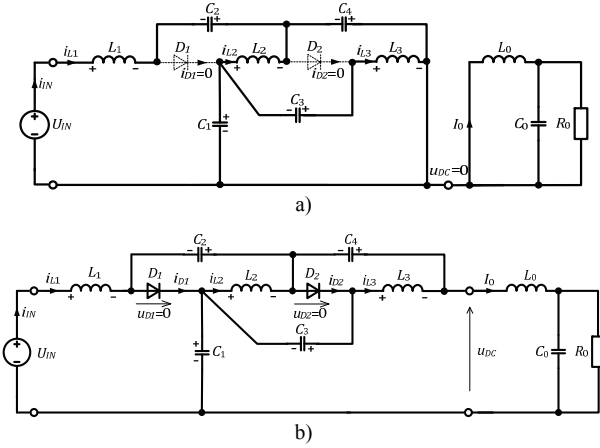 C2 C4
iL1 L1 D1 iL2 L2 D2 iL3 L3 L0
+ - iD1=0 + - iD2=0 + -
iIN C3
UIN C1 I0 C0 R0
uDC=0
a)
C2 C4
iL1 L1 D1 iD1 iL2 L2 D2 iD2 iL3 L3 I0 L0
+ - uD1=0 + - uD2=0 + -
iIN C3
UIN C1 uDC C0 R0
b)